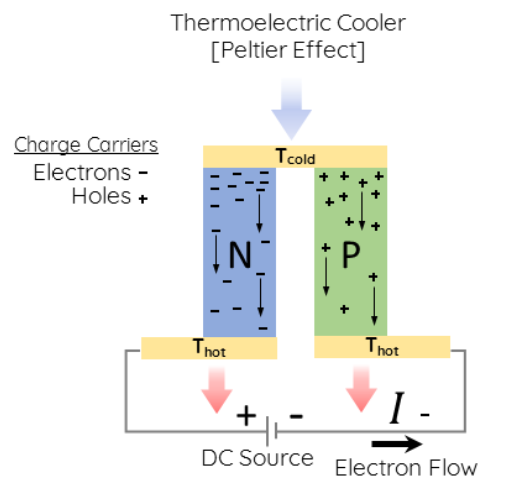 Thermoelectric Cooler
[Peltier Effect]
Charge Carriers
Electrons -
Holes +
Tcold
N
P
Thot
Thot
+ -
I -
DC Source
Electron Flow